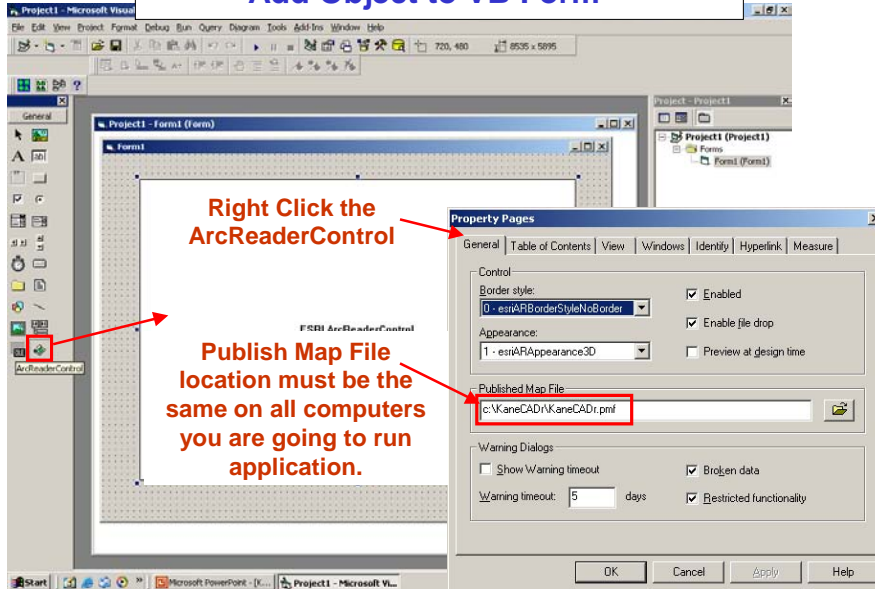 Add Object to VB Form
Project1 - Microsoft Visual
File Edit View Project Format Debug Run Query Diagram Tools Add-Ins Window Help
720, 480 8535 x 5895
General
Project1 - Form1 (Form)
Form1
Project - Project1
Project1 (Project1)
Forms
Form1 (Form1)
Right Click the
ArcReaderControl
ESRI ArcReaderControl
Publish Map File
location must be the
same on all computers
you are going to run
application.
ArcReaderControl
Property Pages
General Table of Contents View Windows Identify Hyperlink Measure
Control
Border style:
0 - esriARBorderStyleNoBorder
Enabled
Enable file drop
Appearance:
1 - esriARAppearance3D
Preview at design time
Published Map File
c:\KaneCADr\KaneCADr.pmf
Warning Dialogs
Show Warning timeout
Broken data
Warning timeout: 5 days
Restricted functionality
OK Cancel Apply Help
Start Microsoft PowerPoint - [K... Project1 - Microsoft Vi...